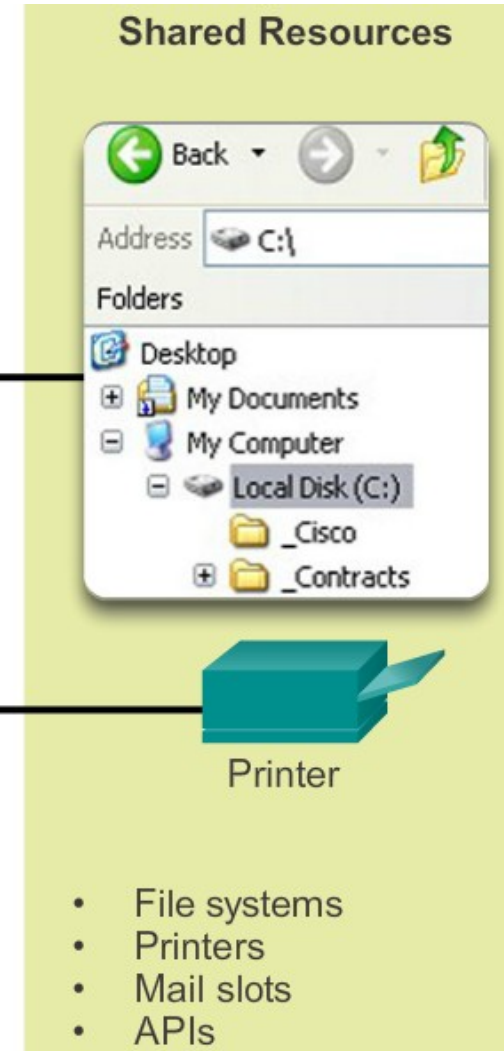 Shared Resources
Back
Address C:\
Folders
Desktop
My Documents
My Computer
Local Disk (C:)
_Cisco
_Contracts
Printer
• File systems
• Printers
• Mail slots
• APIs